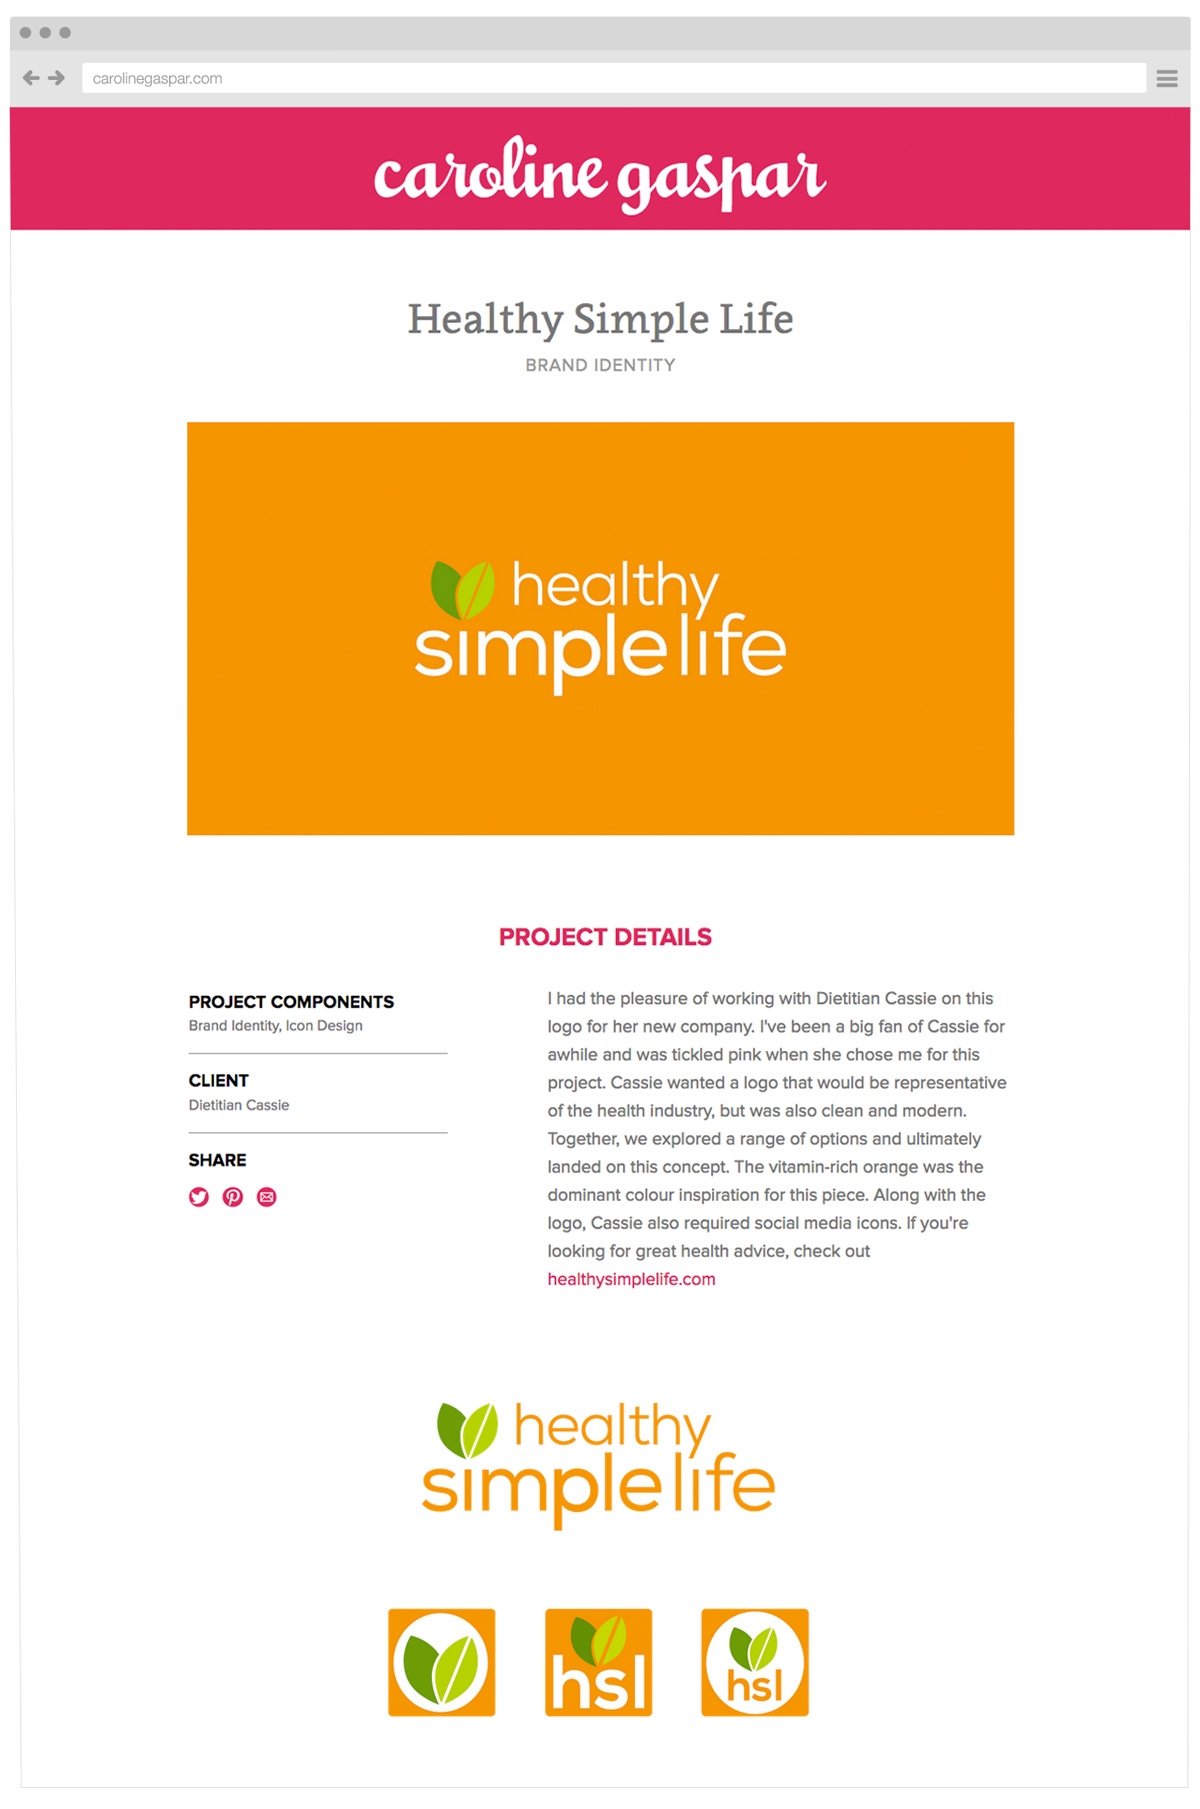 carolinegaspar.com
caroline gaspar
Healthy Simple Life
BRAND IDENTITY
healthy
simplelife
PROJECT DETAILS
PROJECT COMPONENTS
Brand Identity, Icon Design
CLIENT
Dietitian Cassie
SHARE
I had the pleasure of working with Dietitian Cassie on this
logo for her new company. I've been a big fan of Cassie for
awhile and was tickled pink when she chose me for this
project. Cassie wanted a logo that would be representative
of the health industry, but was also clean and modern.
Together, we explored a range of options and ultimately
landed on this concept. The vitamin-rich orange was the
dominant colour inspiration for this piece. Along with the
logo, Cassie also required social media icons. If you're
looking for great health advice, check out
healthysimplelife.com
healthy
simplelife
hsl
hsl